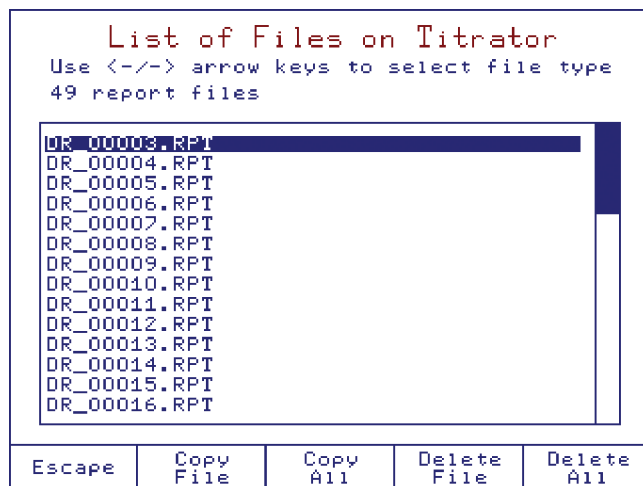 List of Files on Titrator
Use <-/-> arrow keys to select file type
49 report files
DR_00003.RPT
DR_00004.RPT
DR_00005.RPT
DR_00006.RPT
DR_00007.RPT
DR_00008.RPT
DR_00009.RPT
DR_00010.RPT
DR_00011.RPT
DR_00012.RPT
DR_00013.RPT
DR_00014.RPT
DR_00015.RPT
DR_00016.RPT
Escape
Copy
File
Copy
All
Delete
File
Delete
All